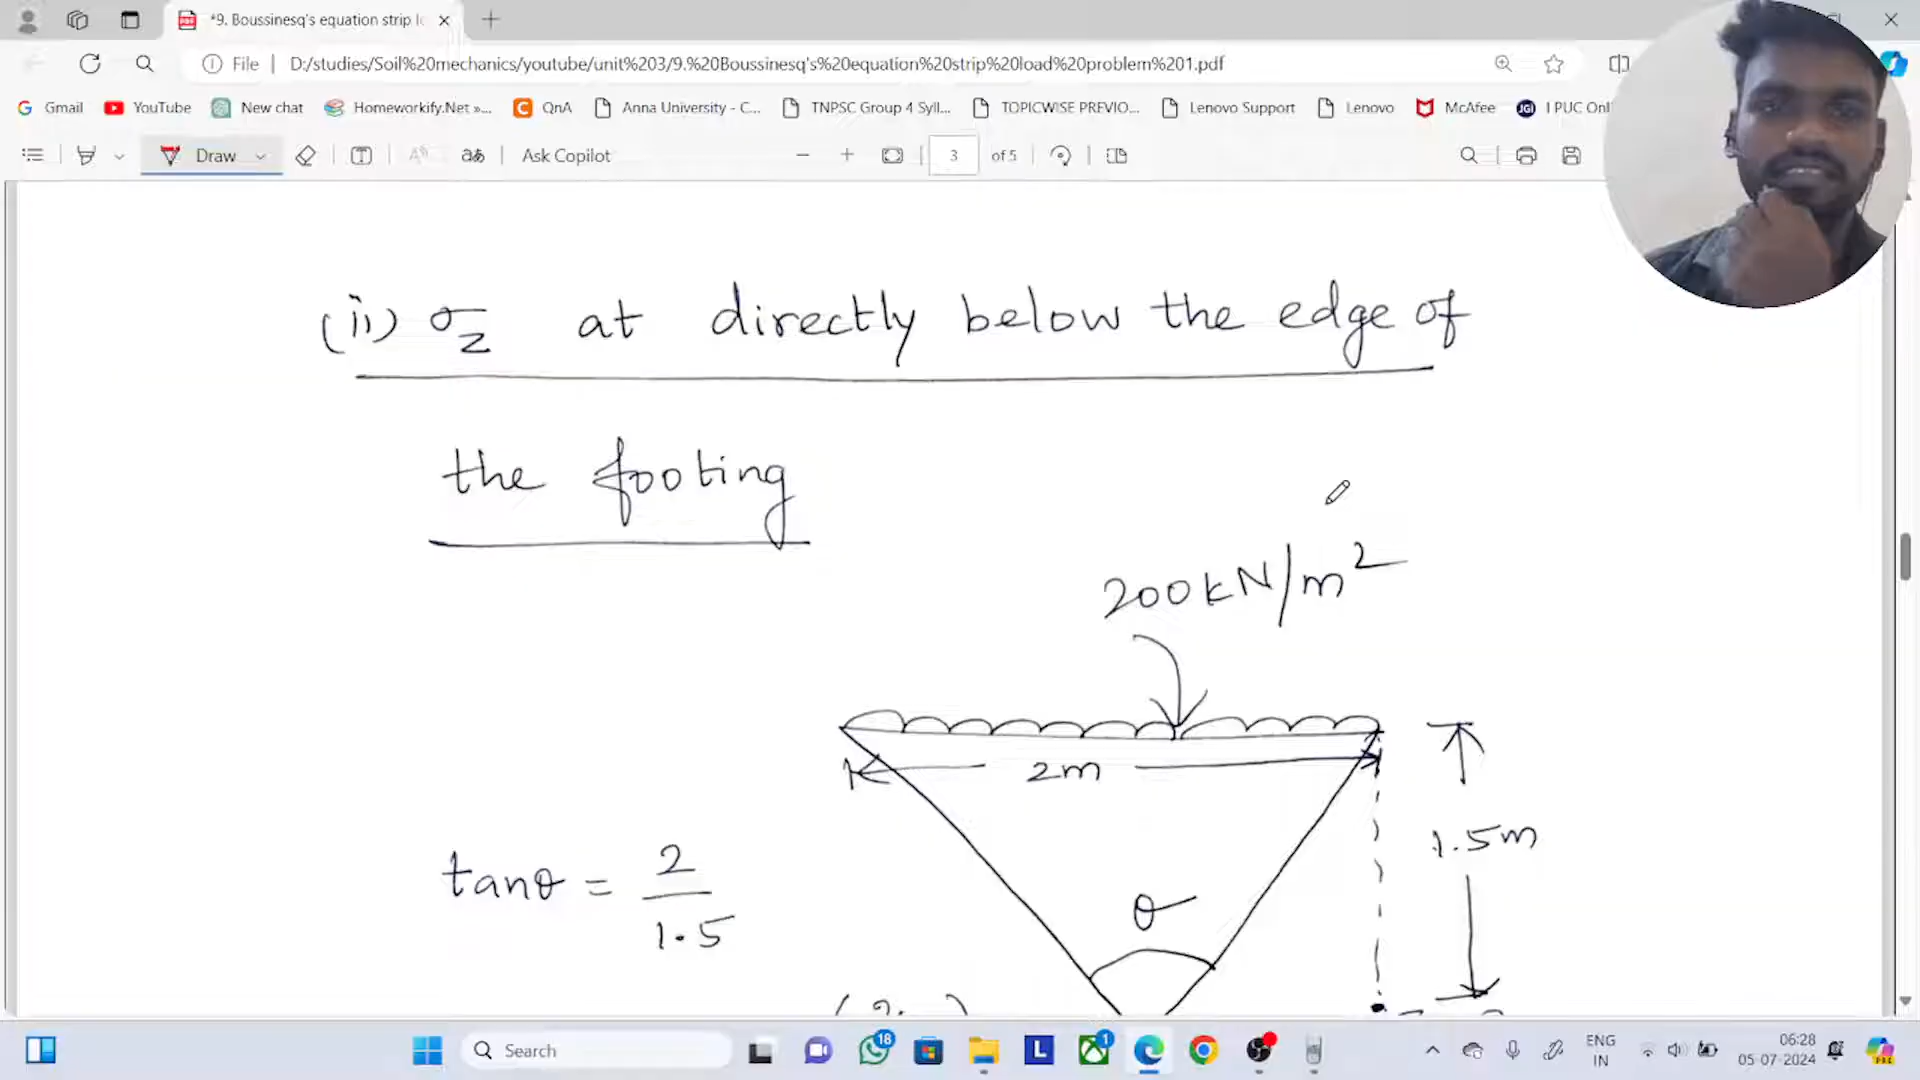 *9. Boussinesq's equation strip l
File
D:/studies/Soil%20mechanics/youtube/unit%203/9.%20Boussinesq's%20equation%20strip%20load%20problem%201.pdf
Gmail YouTube New chat Homeworkify.Net »... QnA Anna University - C... TNPSC Group 4 Syll... TOPICWISE PREVIO... Lenovo Support Lenovo McAfee I PUC Onl
Draw Ask Copilot 3 of 5
(ii) σz at directly below the edge of
the footing
200kN/m²
2m
1.5m
tanθ = 2/1.5
θ
Search
18
1
ENG
IN
06:28
05-07-2024